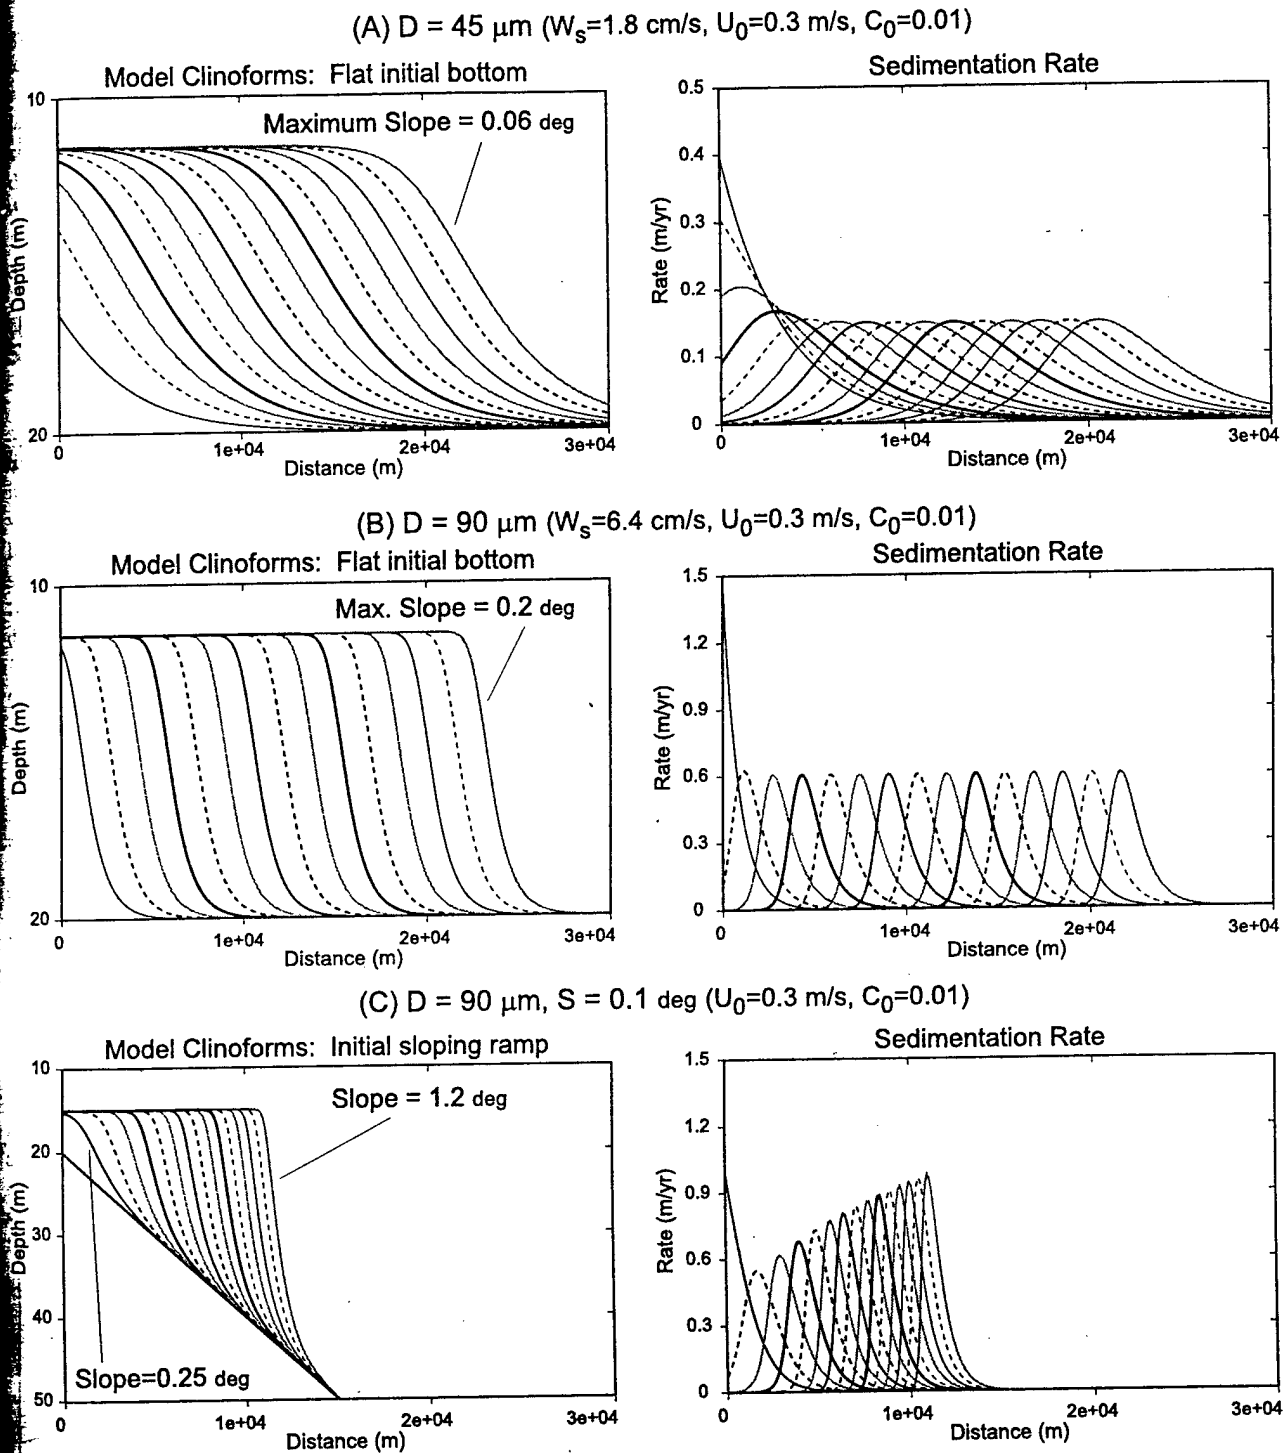 (A) D = 45 μm (Ws=1.8 cm/s, U0=0.3 m/s, C0=0.01)
Model Clinoforms: Flat initial bottom
Maximum Slope = 0.06 deg
10
20
Depth (m)
0
1e+04
2e+04
3e+04
Distance (m)
Sedimentation Rate
0.5
0.4
0.3
0.2
0.1
0
Rate (m/yr)
0
1e+04
2e+04
3e+04
Distance (m)
(B) D = 90 μm (Ws=6.4 cm/s, U0=0.3 m/s, C0=0.01)
Model Clinoforms: Flat initial bottom
Max. Slope = 0.2 deg
10
20
Depth (m)
0
1e+04
2e+04
3e+04
Distance (m)
Sedimentation Rate
1.5
1.2
0.9
0.6
0.3
0
Rate (m/yr)
0
1e+04
2e+04
3e+04
Distance (m)
(C) D = 90 μm, S = 0.1 deg (U0=0.3 m/s, C0=0.01)
Model Clinoforms: Initial sloping ramp
Slope = 1.2 deg
Slope=0.25 deg
10
20
30
40
50
Depth (m)
0
1e+04
2e+04
3e+04
Distance (m)
Sedimentation Rate
1.5
1.2
0.9
0.6
0.3
0
Rate (m/yr)
0
1e+04
2e+04
3e+04
Distance (m)